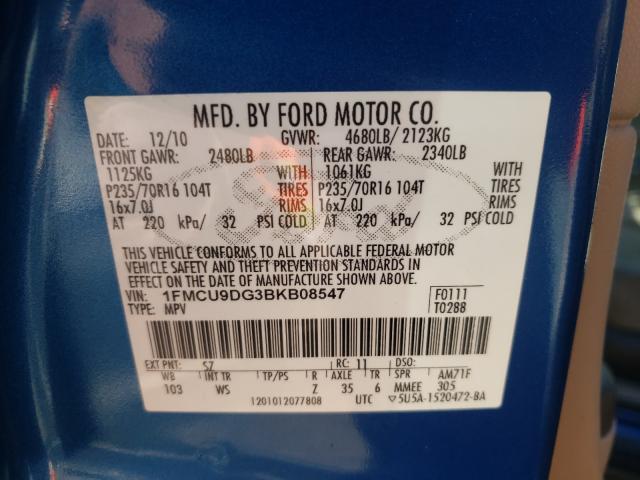 MFD. BY FORD MOTOR CO.
DATE: 12/10 GVWR: 4680LB/ 2123KG
FRONT GAWR: 2480LB REAR GAWR: 2340LB
1125KG WITH 1061KG WITH
P235/70R16 104T TIRES P235/70R16 104T TIRES
16x7.0J RIMS 16x7.0J RIMS
AT 220 kPa/ 32 PSI COLD AT 220 kPa/ 32 PSI COLD
THIS VEHICLE CONFORMS TO ALL APPLICABLE FEDERAL MOTOR
VEHICLE SAFETY AND THEFT PREVENTION STANDARDS IN
EFFECT ON THE DATE OF MANUFACTURE SHOWN ABOVE.
VIN: 1FMCU9DG3BKB08547 F0111
TYPE: MPV T0288
EXT PNT: SZ RC: 11 DSO:
WB INT TR TP/PS R AXLE TR SPR AM71F
103 WS Z 35 6 MMEE 305
1201012077808 UTC ▽5U5A-1520472-BA